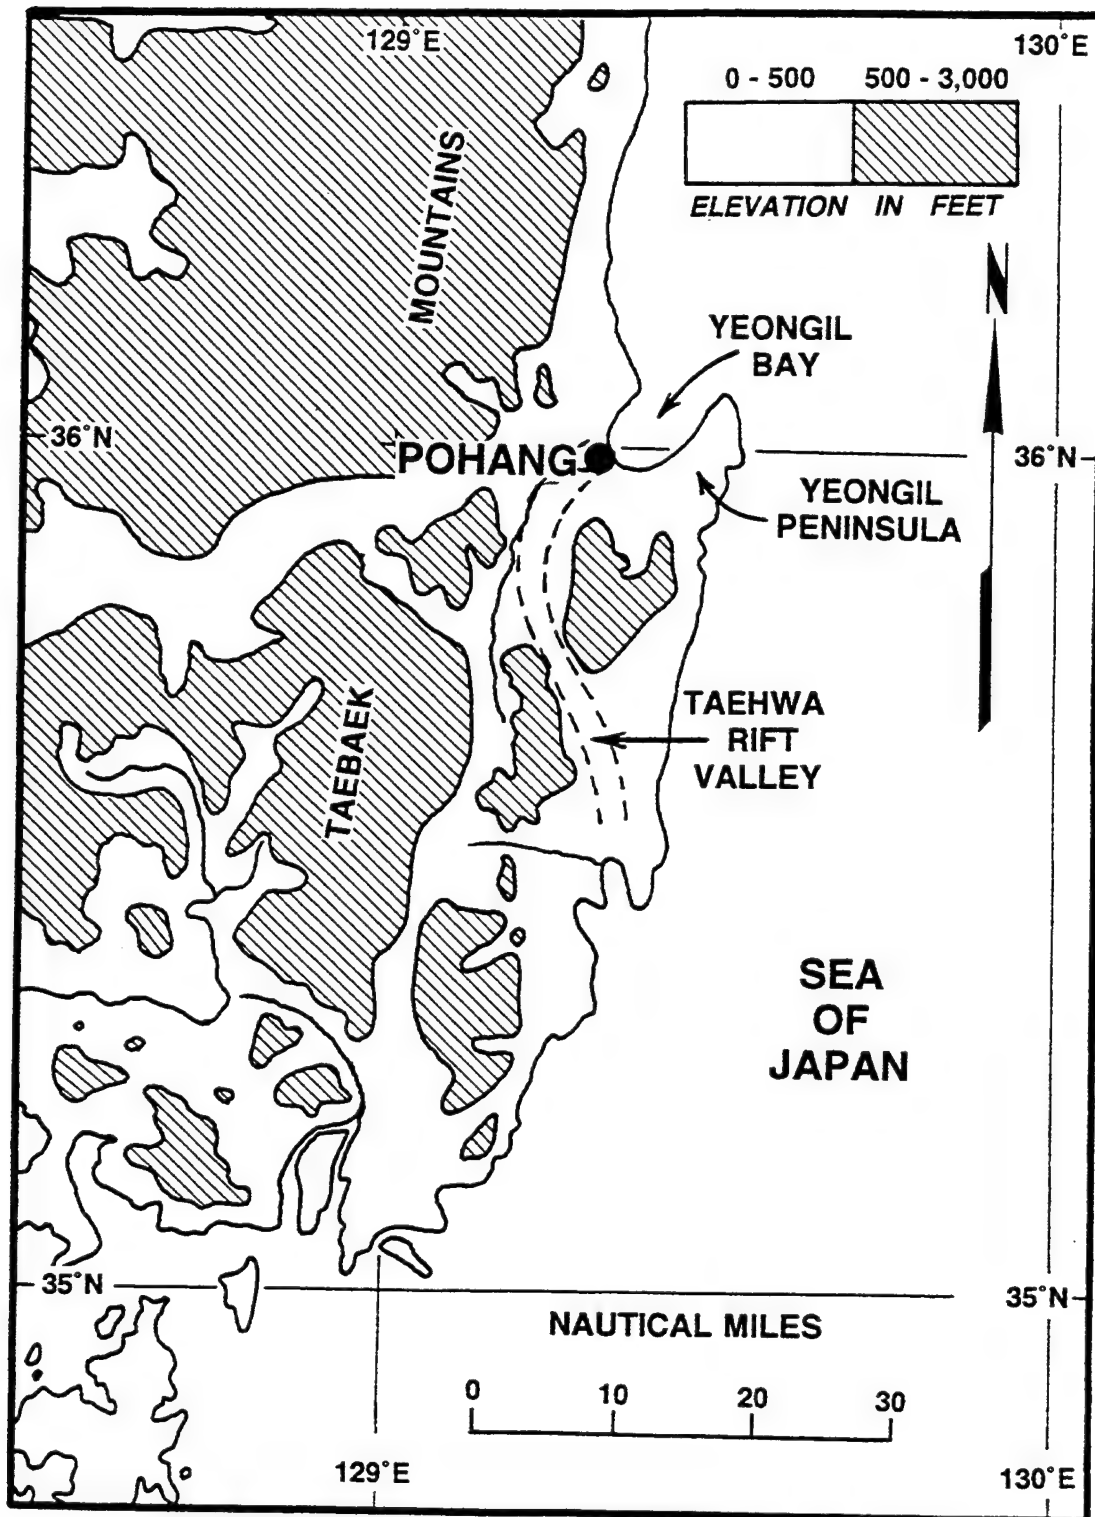 129°E
130°E
0 - 500 500 - 3,000
ELEVATION IN FEET
MOUNTAINS
N
YEONGIL
BAY
36°N
POHANG
36°N
YEONGIL
PENINSULA
TAEBAEK
TAEHWA
RIFT
VALLEY
SEA
OF
JAPAN
35°N
35°N
NAUTICAL MILES
0 10 20 30
129°E
130°E